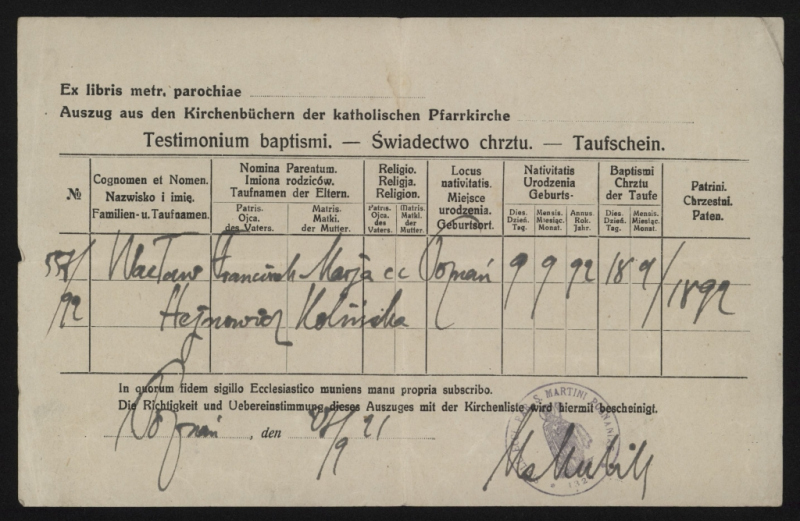 Ex libris metr. parochiae
Auszug aus den Kirchenbüchern der katholischen Pfarrkirche
Testimonium baptismi. — Świadectwo chrztu. — Taufschein.
№
Cognomen et Nomen.
Nazwisko i imię.
Familien- u. Taufnamen.
Nomina Parentum.
Imiona rodziców.
Taufnamen der Eltern.
Patris.
Ojca.
des Vaters.
Matris.
Matki.
der Mutter.
Religio.
Religja.
Religion.
Patris.
Ojca.
des
Vaters.
Matris.
Matki.
der
Mutter.
Locus
nativitatis.
Miejsce
urodzenia.
Geburtsort.
Nativitatis
Urodzenia
Geburts-
Dies.
Dzień.
Tag.
Mensis.
Miesiąc.
Monat.
Annus
Rok.
Jahr.
Baptismi
Chrztu
der Taufe
Dies.
Dzień.
Tag.
Mensis.
Miesiąc.
Monat.
Patrini.
Chrzestni.
Paten.
Wacław Franciszek Marja c c Poznań 9 9 92 18 9/1892
/92 Hejnowicz Kolińska
In quorum fidem sigillo Ecclesiastico muniens manu propria subscribo.
Die Richtigkeit und Uebereinstimmung dieses Auszuges mit der Kirchenliste wird hiermit bescheinigt.
Poznań, den /9 21
MARTINI